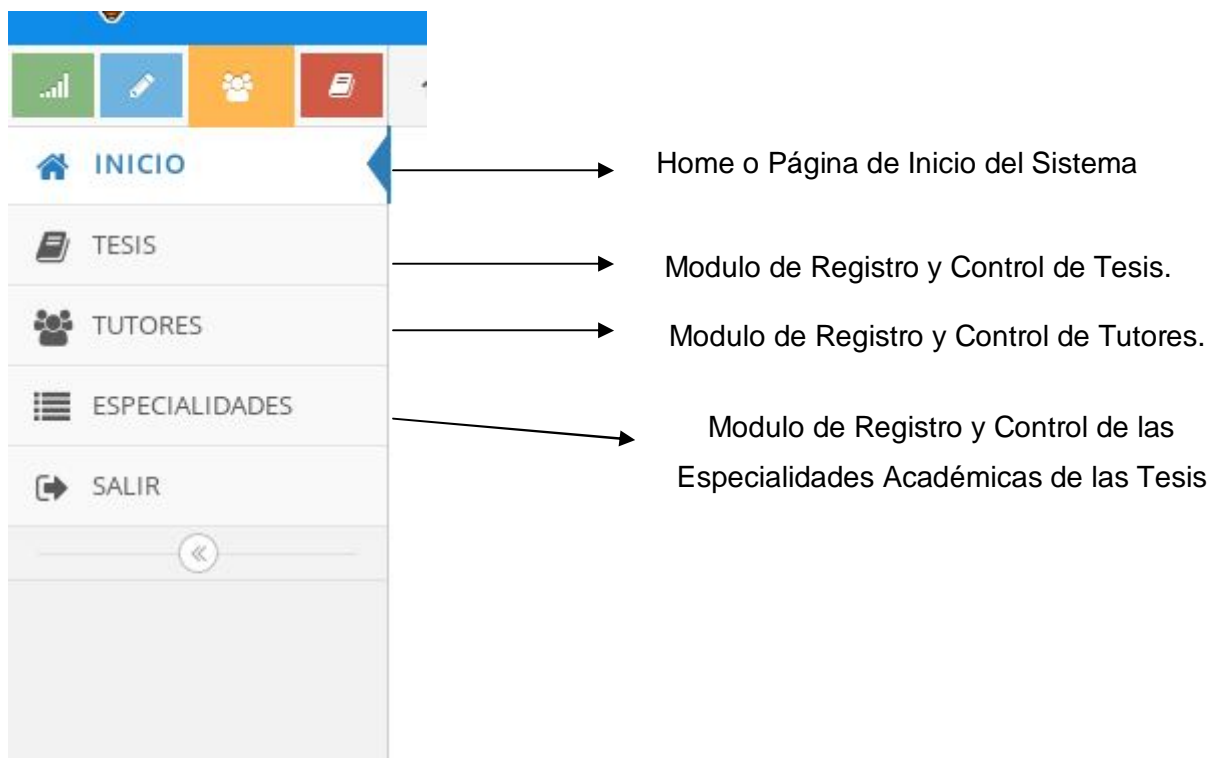 INICIO
Home o Página de Inicio del Sistema
TESIS
Modulo de Registro y Control de Tesis.
TUTORES
Modulo de Registro y Control de Tutores.
ESPECIALIDADES
Modulo de Registro y Control de las
Especialidades Académicas de las Tesis
SALIR